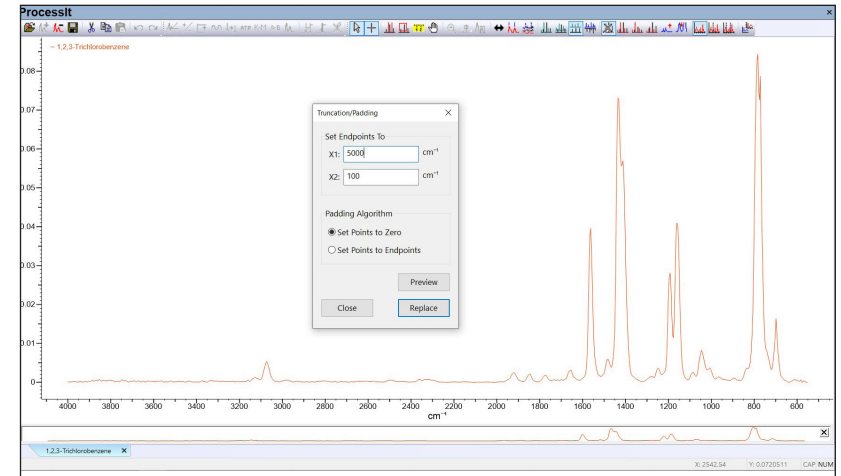 ProcessIt
×
1,2,3-Trichlorobenzene
0.08
0.07
0.06
0.05
0.04
0.03
0.02
0.01
0
Truncation/Padding
×
Set Endpoints To
X1: 5000 cm⁻¹
X2: 100 cm⁻¹
Padding Algorithm
Set Points to Zero
Set Points to Endpoints
Preview
Close Replace
4000 3800 3600 3400 3200 3000 2800 2600 2400 2200 2000 1800 1600 1400 1200 1000 800 600
cm⁻¹
1,2,3-Trichlorobenzene X
X: 2542.54 Y: 0.0720511 CAP NUM